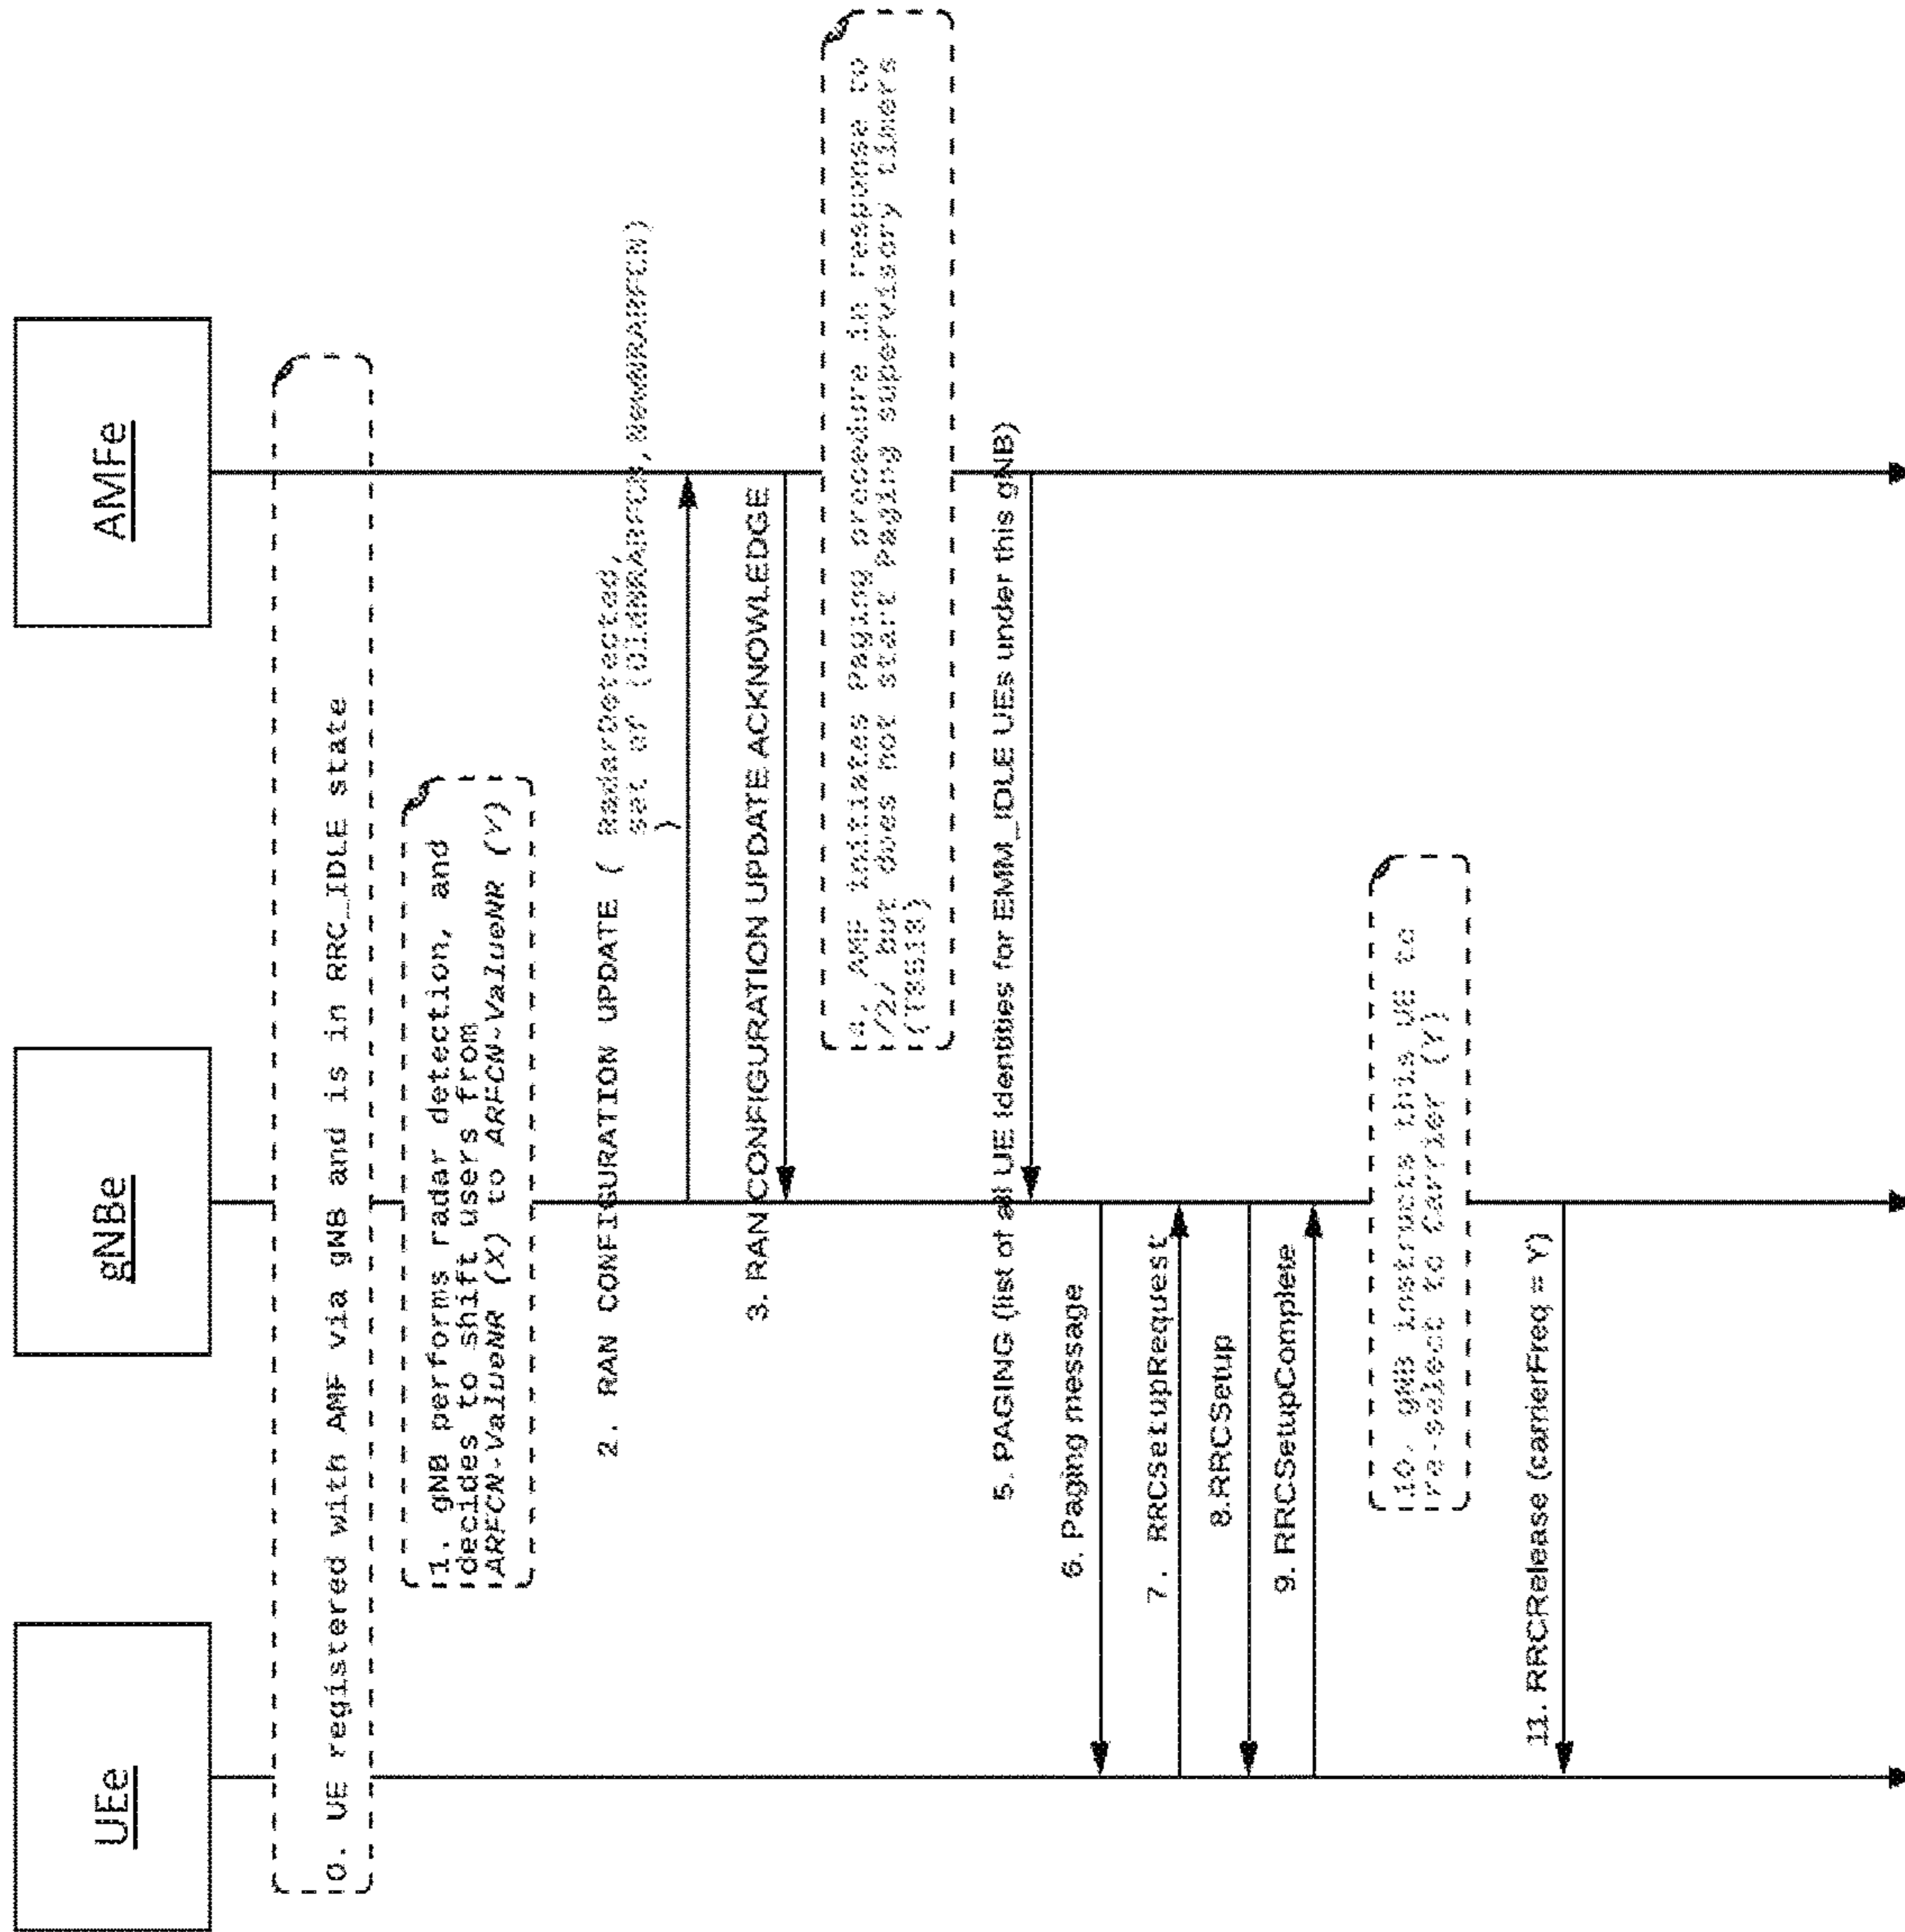 UEe
gNBe
AMFe
0. UE registered with AMF via gNB and is in RRC_IDLE state
1. gNB performs radar detection, and
decides to shift users from
ARFCN-ValueNR (X) to ARFCN-ValueNR (Y)
2. RAN CONFIGURATION UPDATE ( RadarDetected,
set of (OldNRARFCN, NewNRARFCN)
)
3. RAN CONFIGURATION UPDATE ACKNOWLEDGE
4. AMF initiates Paging procedure in response to
/2/ but does not start Paging supervisory timers
(T3513)
5. PAGING (list of all UE identities for EMM_IDLE UEs under this gNB)
6. Paging message
7. RRCSetupRequest
8.RRCSetup
9. RRCSetupComplete
10. gNB instructs this UE to
re-select to Carrier (Y)
11. RRCRelease (carrierFreq = Y)